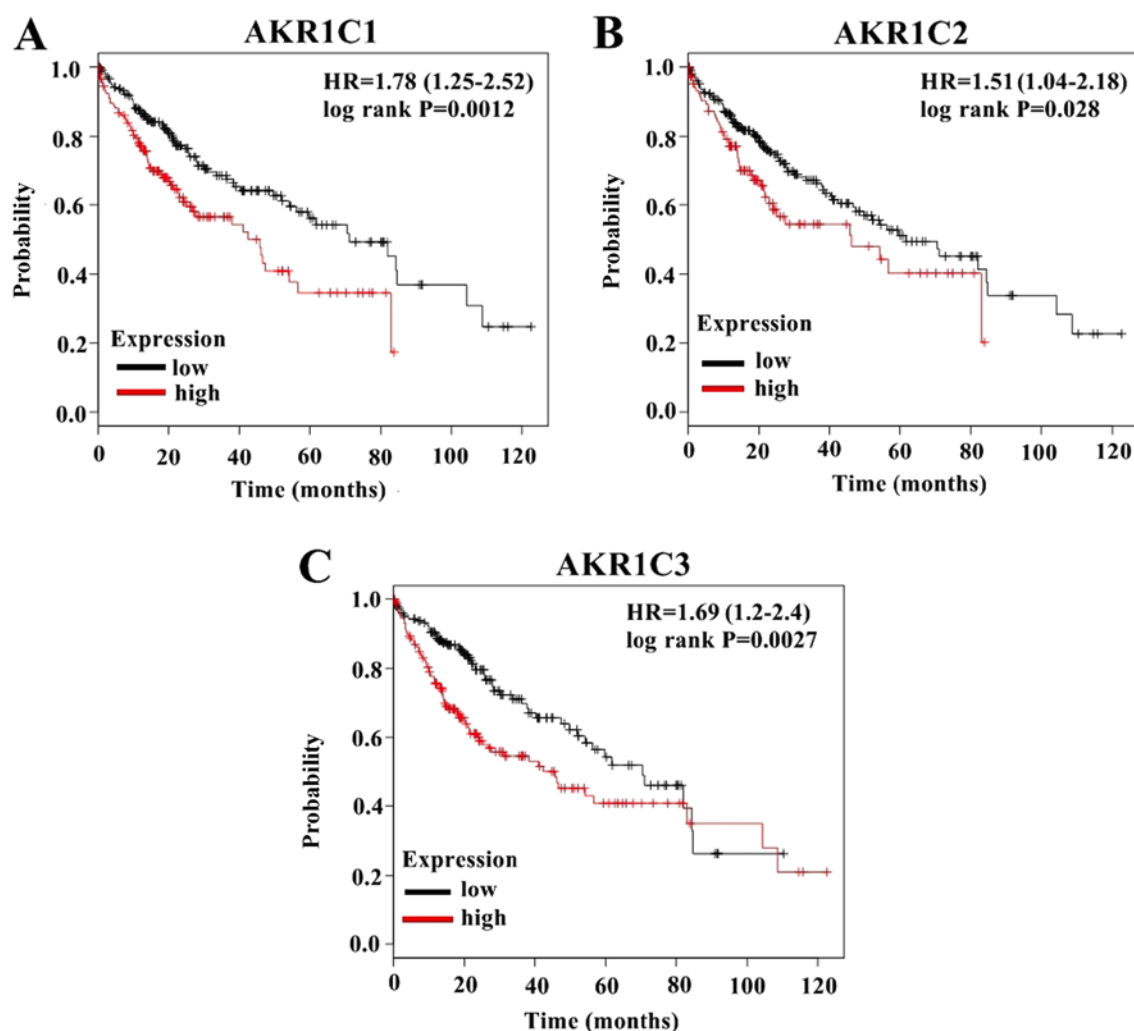 A
AKR1C1
HR=1.78 (1.25-2.52)
log rank P=0.0012
1.0
0.8
0.6
0.4
0.2
0.0
Probability
Expression
low
high
0 20 40 60 80 100 120
Time (months)
B
AKR1C2
HR=1.51 (1.04-2.18)
log rank P=0.028
1.0
0.8
0.6
0.4
0.2
0.0
Probability
Expression
low
high
0 20 40 60 80 100 120
Time (months)
C
AKR1C3
HR=1.69 (1.2-2.4)
log rank P=0.0027
1.0
0.8
0.6
0.4
0.2
0.0
Probability
Expression
low
high
0 20 40 60 80 100 120
Time (months)